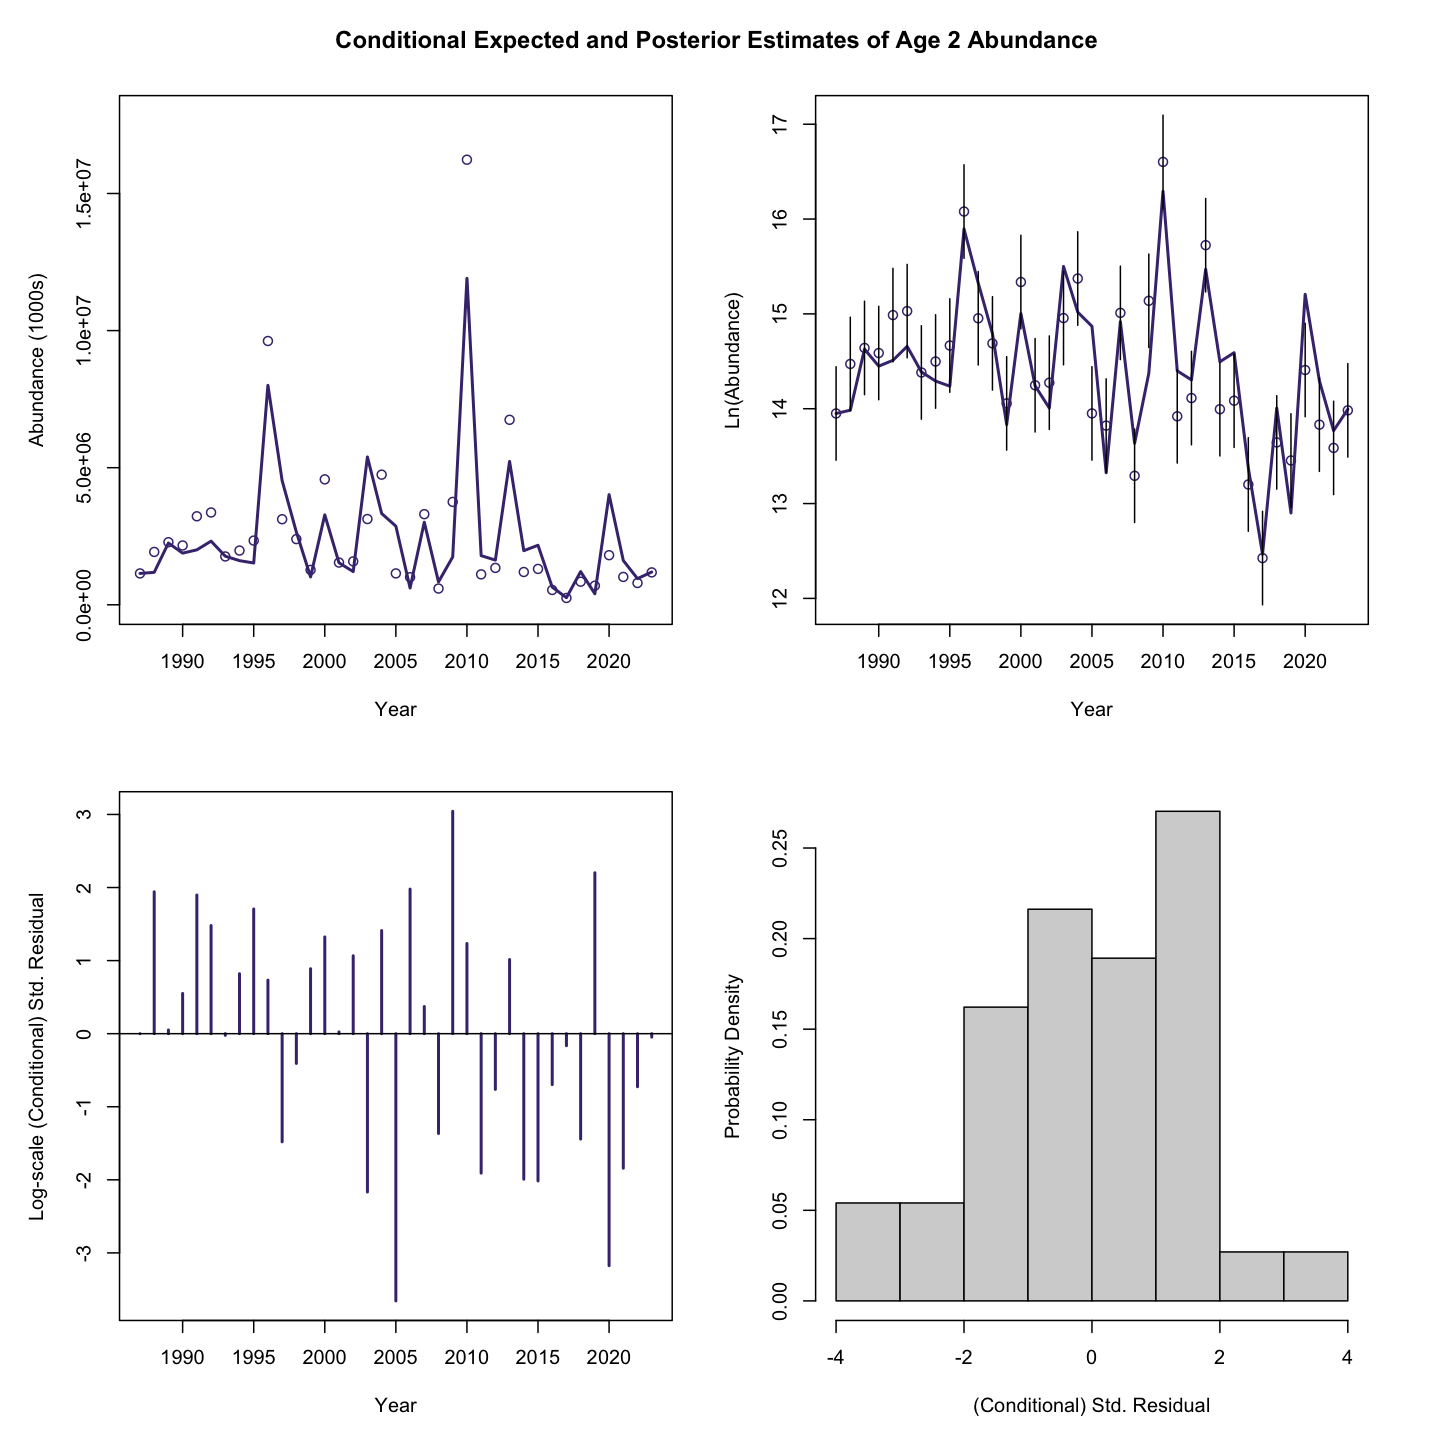 Conditional Expected and Posterior Estimates of Age 2 Abundance
Abundance (1000s)
1.5e+07
1.0e+07
5.0e+06
0.0e+00
1990 1995 2000 2005 2010 2015 2020
Year
Ln(Abundance)
17
16
15
14
13
12
1990 1995 2000 2005 2010 2015 2020
Year
Log-scale (Conditional) Std. Residual
3
2
1
0
-1
-2
-3
1990 1995 2000 2005 2010 2015 2020
Year
Probability Density
0.25
0.20
0.15
0.10
0.05
0.00
-4 -2 0 2 4
(Conditional) Std. Residual